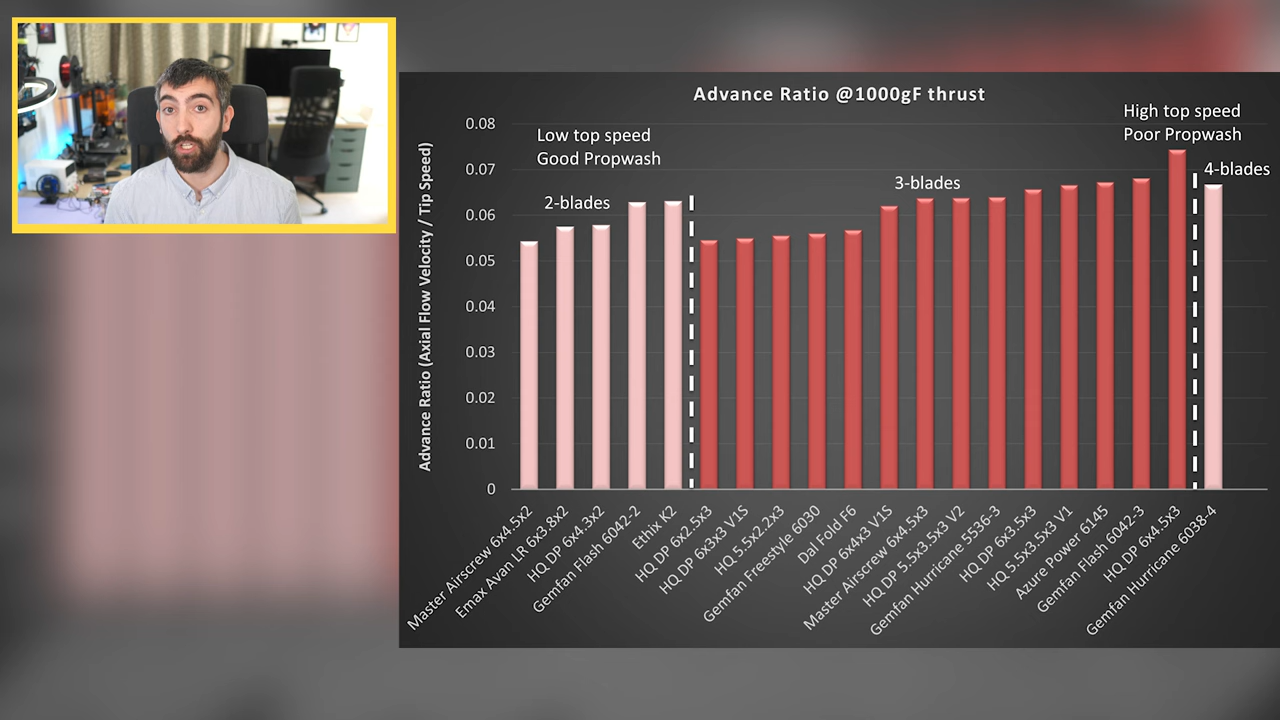 Advance Ratio @1000gF thrust
High top speed
Poor Propwash
Low top speed
Good Propwash
2-blades
3-blades
4-blades
Advance Ratio (Axial Flow Velocity / Tip Speed)
0.08
0.07
0.06
0.05
0.04
0.03
0.02
0.01
0
Master Airscrew 6x4.5x2
Emax Avan LR 6x3.8x2
HQ DP 6x4.3x2
Gemfan Flash 6042-2
Ethix K2
HQ DP 6x2.5x3
HQ DP 6x3x3 V1S
HQ 5.5x2.2x3
Gemfan Freestyle 6030
Dal Fold F6
HQ DP 6x4x3 V1S
Master Airscrew 6x4.5x3
HQ DP 5.5x3.5x3 V2
Gemfan Hurricane 5536-3
HQ DP 6x3.5x3
HQ 5.5x3.5x3 V1
Azure Power 6145
Gemfan Flash 6042-3
HQ DP 6x4.5x3
Gemfan Hurricane 6038-4